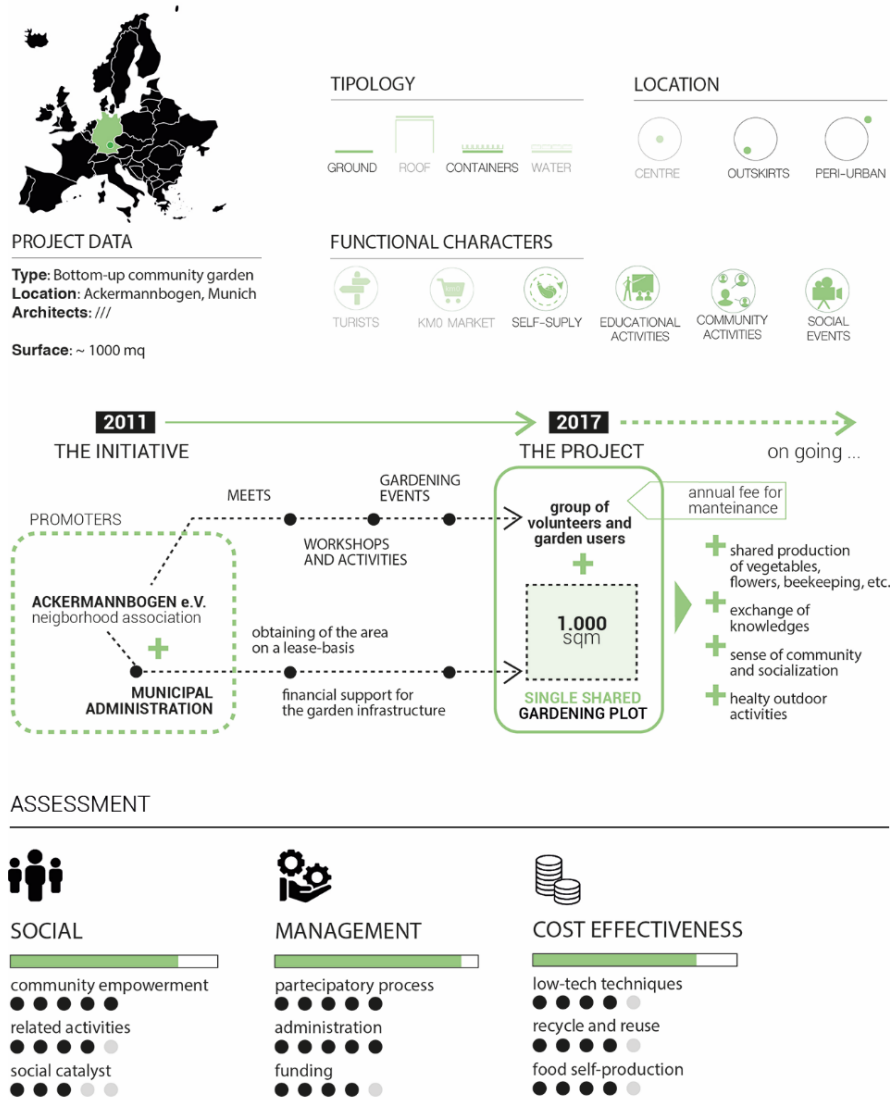 TIPOLOGY
GROUND
ROOF
CONTAINERS
WATER
LOCATION
CENTRE
OUTSKIRTS
PERI-URBAN
PROJECT DATA
Type: Bottom-up community garden
Location: Ackermannbogen, Munich
Architects: ///
Surface: ~ 1000 mq
FUNCTIONAL CHARACTERS
TURISTS
KM0 MARKET
SELF-SUPLY
EDUCATIONAL
ACTIVITIES
COMMUNITY
ACTIVITIES
SOCIAL
EVENTS
2011
THE INITIATIVE
2017
THE PROJECT
on going ...
PROMOTERS
ACKERMANNBOGEN e.V.
neigborhood association
+
MUNICIPAL
ADMINISTRATION
MEETS
GARDENING
EVENTS
WORKSHOPS
AND ACTIVITIES
obtaining of the area
on a lease-basis
financial support for
the garden infrastructure
group of
volunteers and
garden users
+
1.000
sqm
SINGLE SHARED
GARDENING PLOT
annual fee for
manteinance
+ shared production
of vegetables,
flowers, beekeeping, etc.
+ exchange of
knowledges
+ sense of community
and socialization
+ healty outdoor
activities
ASSESSMENT
SOCIAL
community empowerment
related activities
social catalyst
MANAGEMENT
partecipatory process
administration
funding
COST EFFECTIVENESS
low-tech techniques
recycle and reuse
food self-production